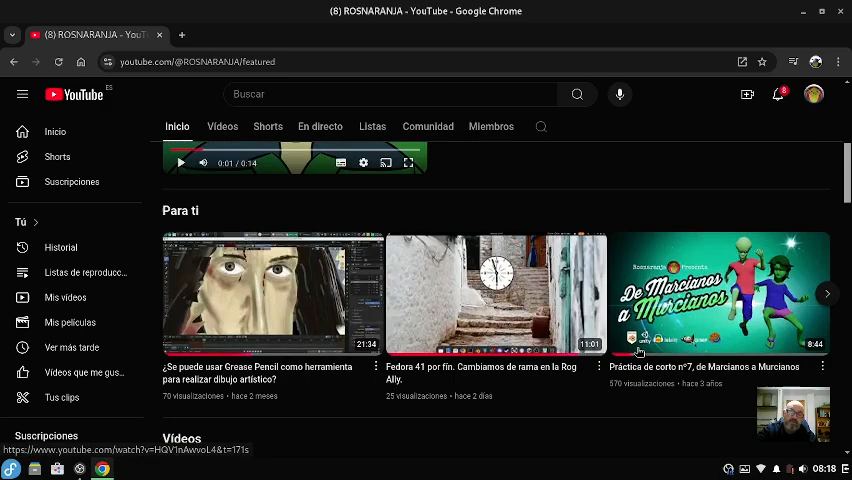 (8) ROSNARANJA - YouTube - Google Chrome
(8) ROSNARANJA - YouT
youtube.com/@ROSNARANJA/featured
YouTube ES
Buscar
8
Inicio
Vídeos
Shorts
En directo
Listas
Comunidad
Miembros
Inicio
Shorts
Suscripciones
Tú
Historial
Listas de reproducc...
Mis vídeos
Mis películas
Ver más tarde
Vídeos que me gus...
Tus clips
Suscripciones
0:01 / 0:14
Para ti
21:34
¿Se puede usar Grease Pencil como herramienta
para realizar dibujo artístico?
70 visualizaciones • hace 2 meses
11:01
Fedora 41 por fín. Cambiamos de rama en la Rog
Ally.
25 visualizaciones • hace 2 días
Rosnaranja presenta
De Marcianos
a Murcianos
8:44
Práctica de corto nº7, de Marcianos a Murcianos
570 visualizaciones • hace 3 años
Vídeos
https://www.youtube.com/watch?v=HQV1nAwvoL4&t=171s
08:18